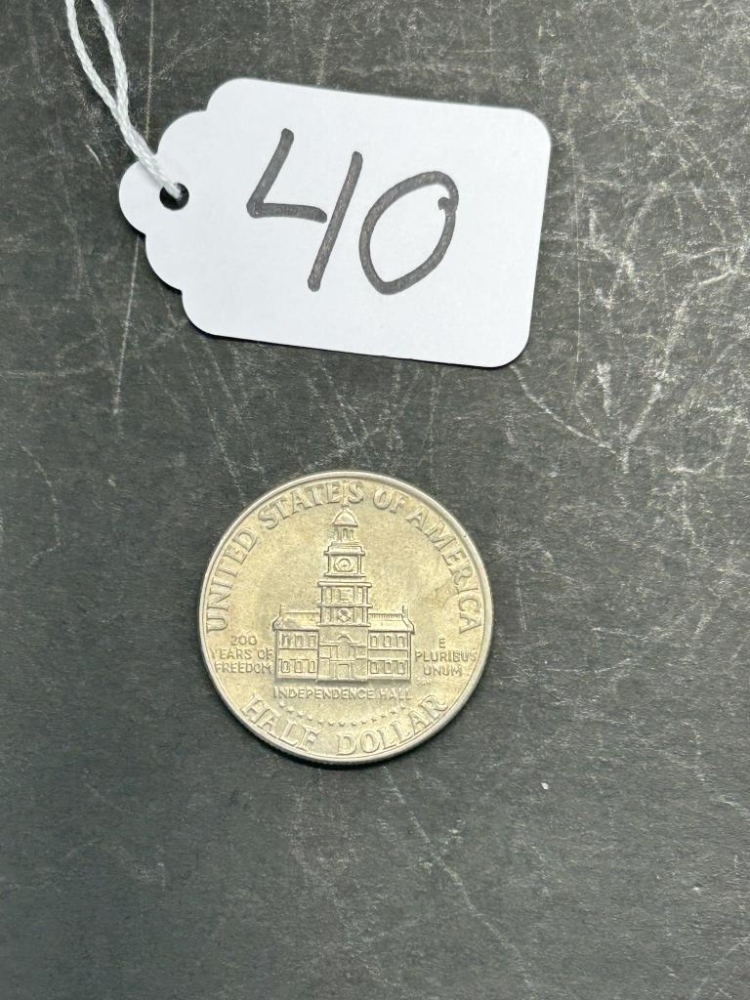 40
UNITED STATES OF AMERICA
200
YEARS OF
FREEDOM
E
PLURIBUS
UNUM
INDEPENDENCE HALL
HALF DOLLAR